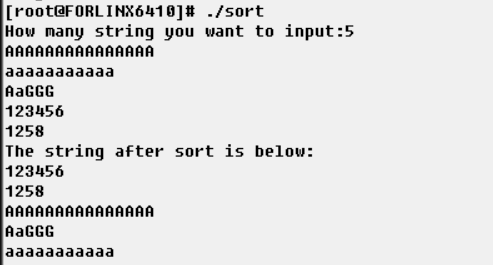 [root@FORLINX6410]# ./sort
How many string you want to input:5
AAAAAAAAAAAAAAA
aaaaaaaaaaa
AaGGG
123456
1258
The string after sort is below:
123456
1258
AAAAAAAAAAAAAAA
AaGGG
aaaaaaaaaaa